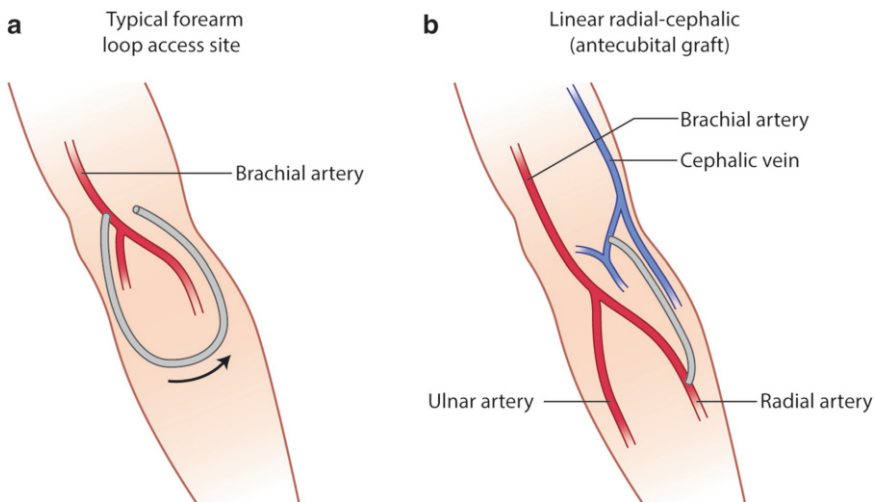 a
Typical forearm
loop access site
Brachial artery
b
Linear radial-cephalic
(antecubital graft)
Brachial artery
Cephalic vein
Ulnar artery
Radial artery